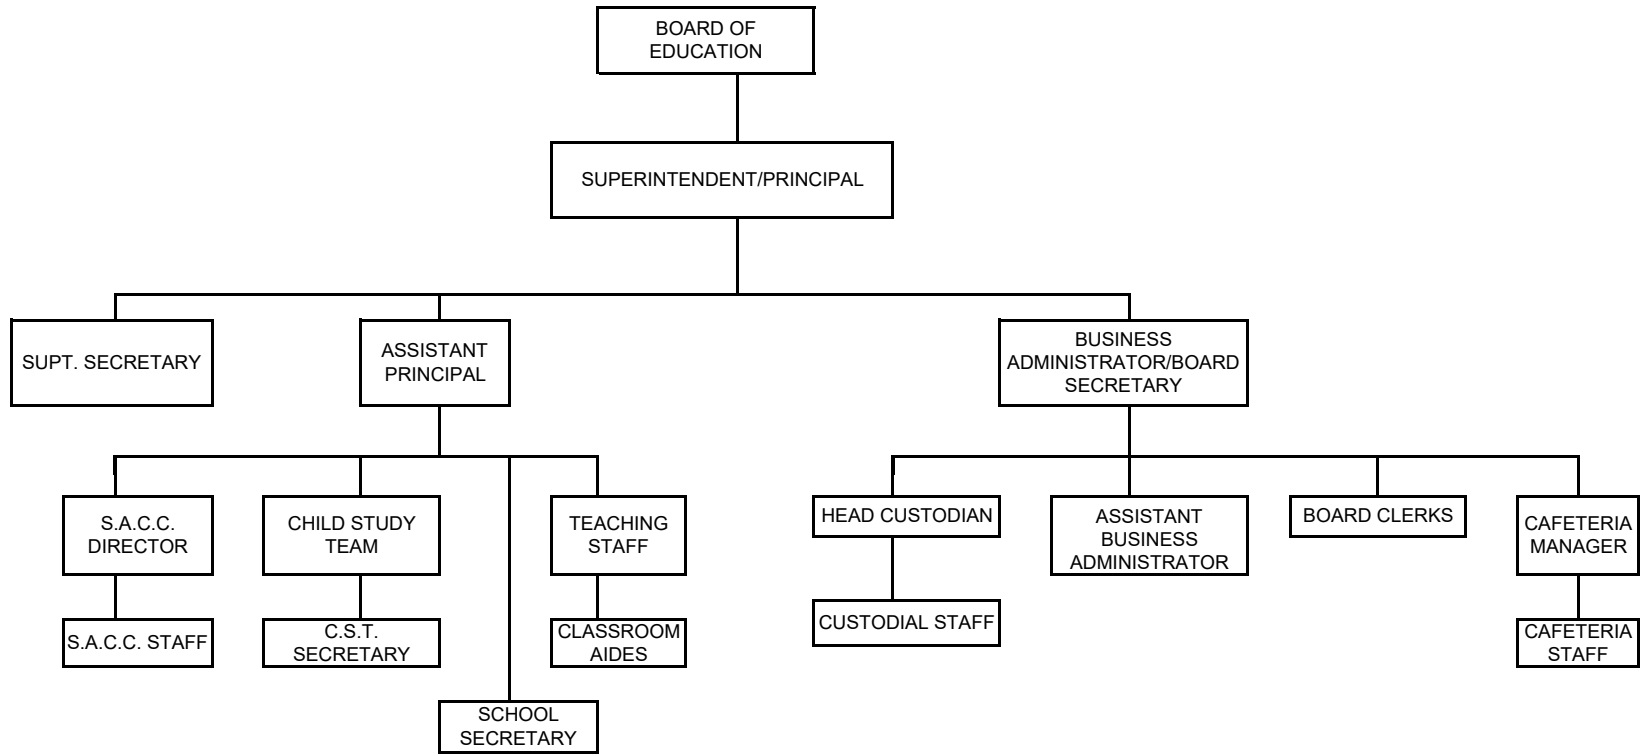 BOARD OF
EDUCATION
SUPERINTENDENT/PRINCIPAL
SUPT. SECRETARY
ASSISTANT
PRINCIPAL
BUSINESS
ADMINISTRATOR/BOARD
SECRETARY
S.A.C.C.
DIRECTOR
CHILD STUDY
TEAM
TEACHING
STAFF
HEAD CUSTODIAN
ASSISTANT
BUSINESS
ADMINISTRATOR
BOARD CLERKS
CAFETERIA
MANAGER
S.A.C.C. STAFF
C.S.T.
SECRETARY
CLASSROOM
AIDES
CUSTODIAL STAFF
CAFETERIA
STAFF
SCHOOL
SECRETARY